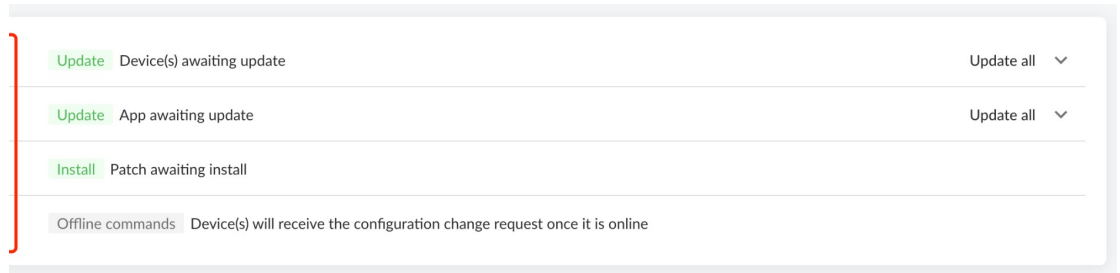 Update Device(s) awaiting update Update all
Update App awaiting update Update all
Install Patch awaiting install
Offline commands Device(s) will receive the configuration change request once it is online